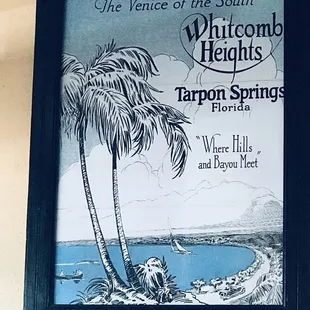 The Venice of the South
Whitcomb
Heights
Tarpon Springs
Florida
"Where Hills
and Bayou Meet"